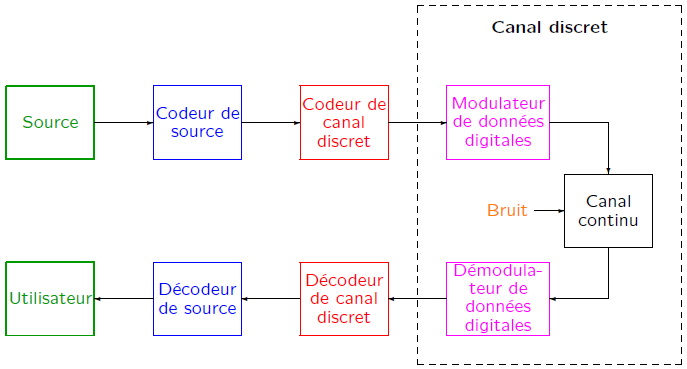 Canal discret
Source
Codeur de
source
Codeur de
canal
discret
Modulateur
de données
digitales
Bruit
Canal
continu
Utilisateur
Décodeur
de source
Décodeur
de canal
discret
Démodula-
teur de
données
digitales